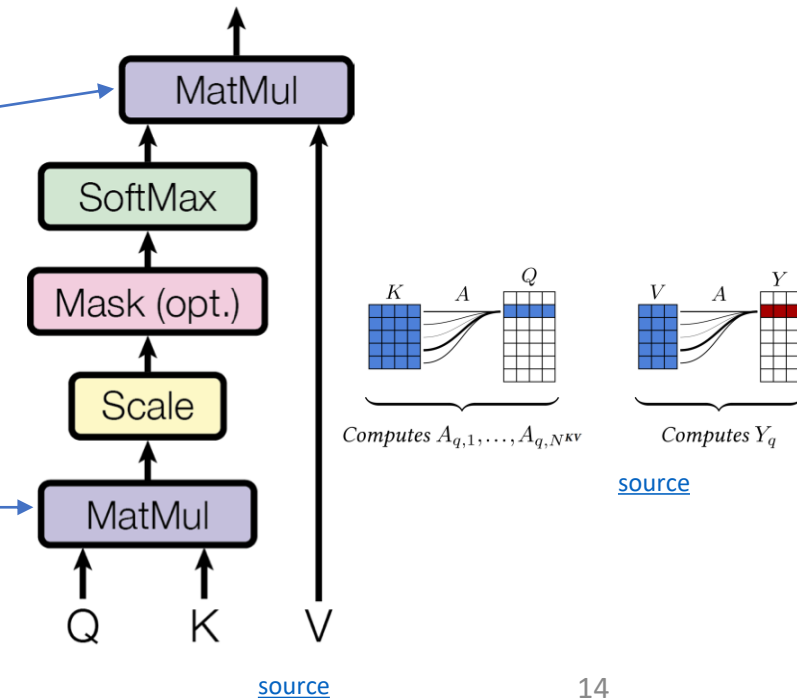 MatMul
SoftMax
Mask (opt.)
Scale
MatMul
Q K V
source
K A Q
Computes A_{q,1}, . . . , A_{q,N^{KV}}
V A Y
Computes Y_q
source
14